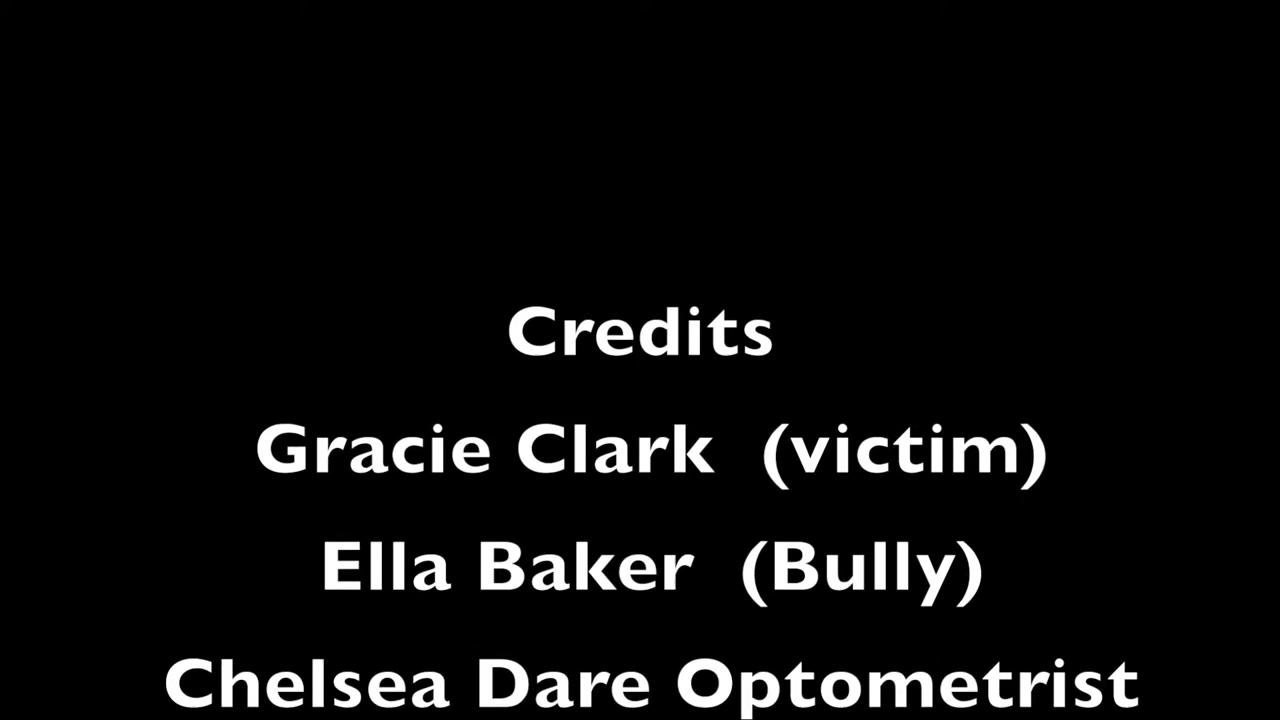 Credits
Gracie Clark  (victim)
Ella Baker  (Bully)
Chelsea Dare Optometrist